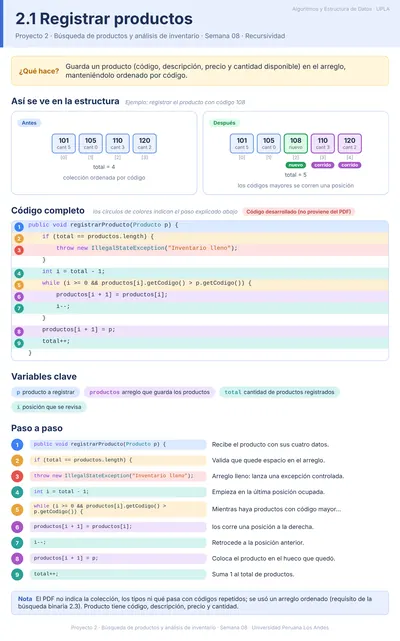 Algoritmos y Estructura de Datos · UPLA
2.1 Registrar productos
Proyecto 2 · Búsqueda de productos y análisis de inventario · Semana 08 · Recursividad
¿Qué hace?
Guarda un producto (código, descripción, precio y cantidad disponible) en el arreglo,
manteniéndolo ordenado por código.
Así se ve en la estructura
Ejemplo: registrar el producto con codigo 108
Antes
101 105 110 120
cant 5 cant 0 cant 3 cant 2
[0] [1] [2] [3]
total = 4
colección ordenada por código
Después
101 105 108 110 120
cant 5 cant 0 nuevo cant 3 cant 2
[0] [1] [2] [3] [4]
nuevo corrido corrido
total = 5
los códigos mayores se corren una posición
Código completo
los círculos de colores indican el paso explicado abajo
Código desarrollado (no proviene del PDF)
1 public void registrarProducto(Producto p) {
2 if (total == productos.length) {
3 throw new IllegalStateException("Inventario lleno");
}
4 int i = total - 1;
5 while (i >= 0 && productos[i].getCodigo() > p.getCodigo()) {
6 productos[i + 1] = productos[i];
7 i--;
}
8 productos[i + 1] = p;
9 total++;
}
Variables clave
p producto a registrar
productos arreglo que guarda los productos
total cantidad de productos registrados
i posición que se revisa
Paso a paso
1 public void registrarProducto(Producto p) { Recibe el producto con sus cuatro datos.
2 if (total == productos.length) { Valida que quede espacio en el arreglo.
3 throw new IllegalStateException("Inventario lleno"); Arreglo lleno: lanza una excepción controlada.
4 int i = total - 1; Empieza en la última posición ocupada.
5 while (i >= 0 && productos[i].getCodigo() > Mientras haya productos con código mayor...
p.getCodigo()) {
6 productos[i + 1] = productos[i]; los corre una posición a la derecha.
7 i--; Retrocede a la posición anterior.
8 productos[i + 1] = p; Coloca el producto en el hueco que quedó.
9 total++; Suma 1 al total de productos.
Nota El PDF no indica la colección, los tipos ni qué pasa con códigos repetidos; se usó un arreglo ordenado (requisito de la
búsqueda binaria 2.3). Producto tiene código, descripción, precio y cantidad.
Proyecto 2 · Búsqueda de productos y análisis de inventario · Semana 08 · Universidad Peruana Los Andes